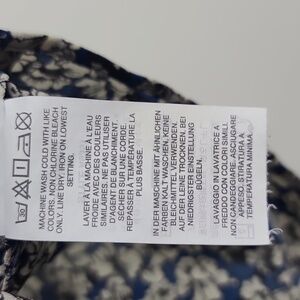 MACHINE WASH COLD WITH LIKE
COLORS. NON CHLORINE BLEACH
ONLY. LINE DRY. IRON ON LOWEST
SETTING.
LAVER À LA MACHINE À L'EAU
FROIDE AVEC DES COULEURS
SIMILAIRES. NE PAS UTILISER
D'AGENT DE BLANCHIMENT.
SÉCHER SUR UNE CORDE.
REPASSER À TEMPÉRATURE LA
PLUS BASSE.
IN DER MASCHINE MIT ÄHNLICHEN
FARBEN KALT WASCHEN. KEINE
BLEICHMITTEL VERWENDEN.
AUF DER LEINE TROCKNEN. BEI
NIEDRIGSTER EINSTELLUNG
BÜGELN.
LAVAGGIO IN LAVATRICE A
FREDDO CON COLORI SIMILI.
NON CANDEGGIARE. ASCIUGARE
APPESO. STIRATURA A
TEMPERATURA MINIMA.